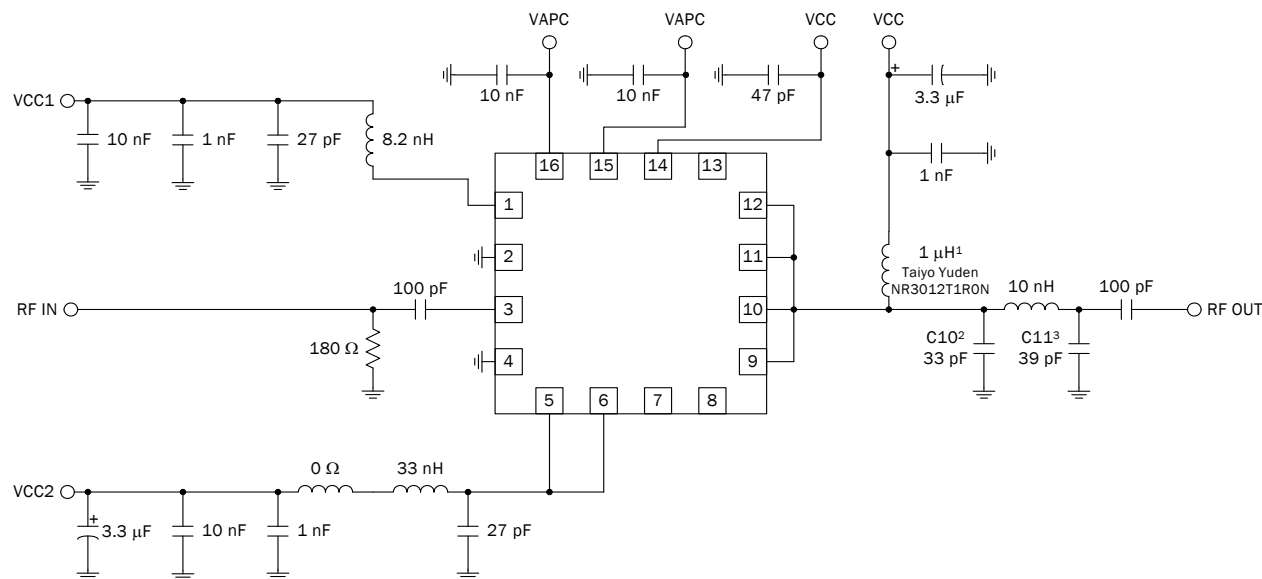 VAPC
VAPC
VCC
VCC
10 nF
10 nF
47 pF
+
3.3 μF
VCC1
10 nF
1 nF
27 pF
8.2 nH
1 nF
16
15
14
13
1
12
2
11
3
10
4
9
5
6
7
8
1 μH¹
Taiyo Yuden
NR3012T1R0N
RF IN
100 pF
180 Ω
10 nH
100 pF
RF OUT
C10²
33 pF
C11³
39 pF
0 Ω
33 nH
VCC2
+
3.3 μF
10 nF
1 nF
27 pF